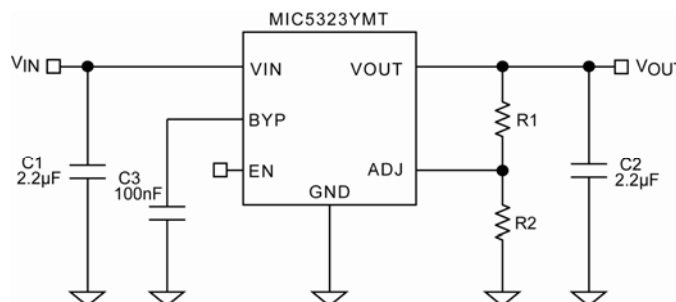 MIC5323YMT
VIN
VIN
VOUT
VOUT
BYP
R1
C1
2.2µF
C3
100nF
EN
ADJ
C2
2.2µF
GND
R2